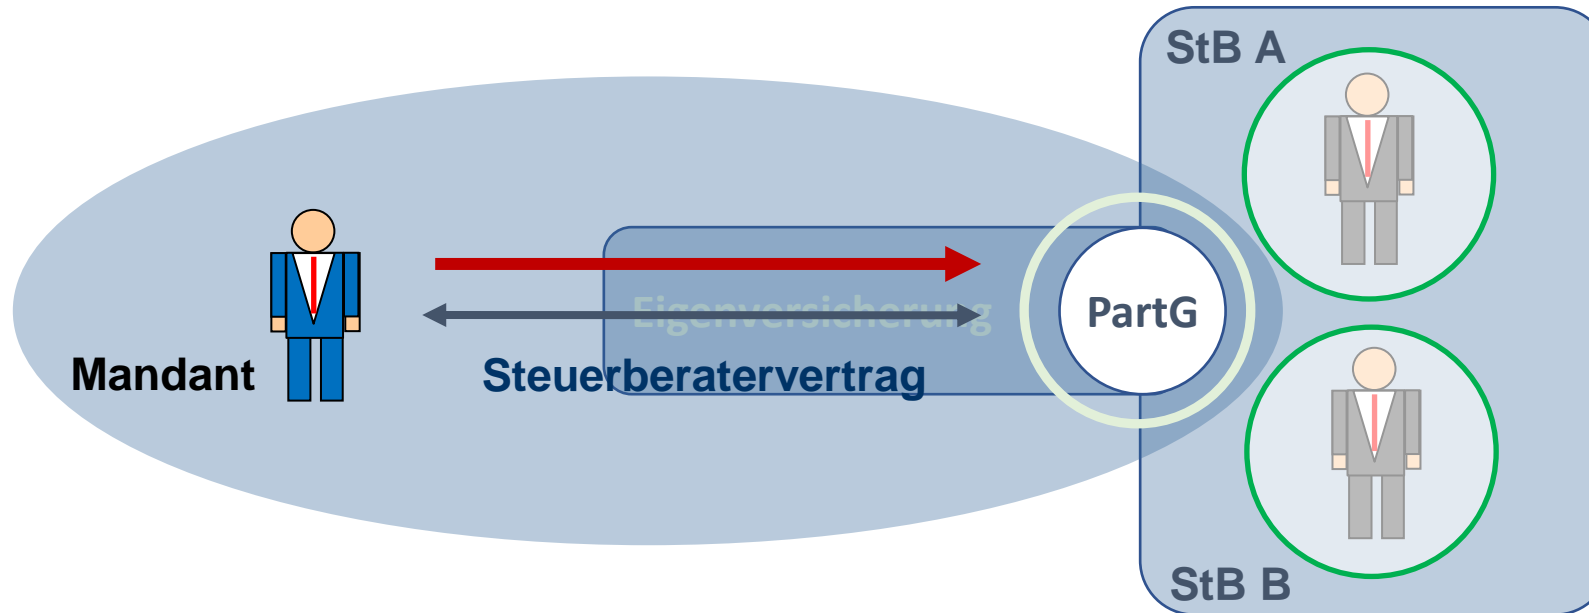 StB A
Eigenversicherung
PartG
Mandant
Steuerberatervertrag
StB B